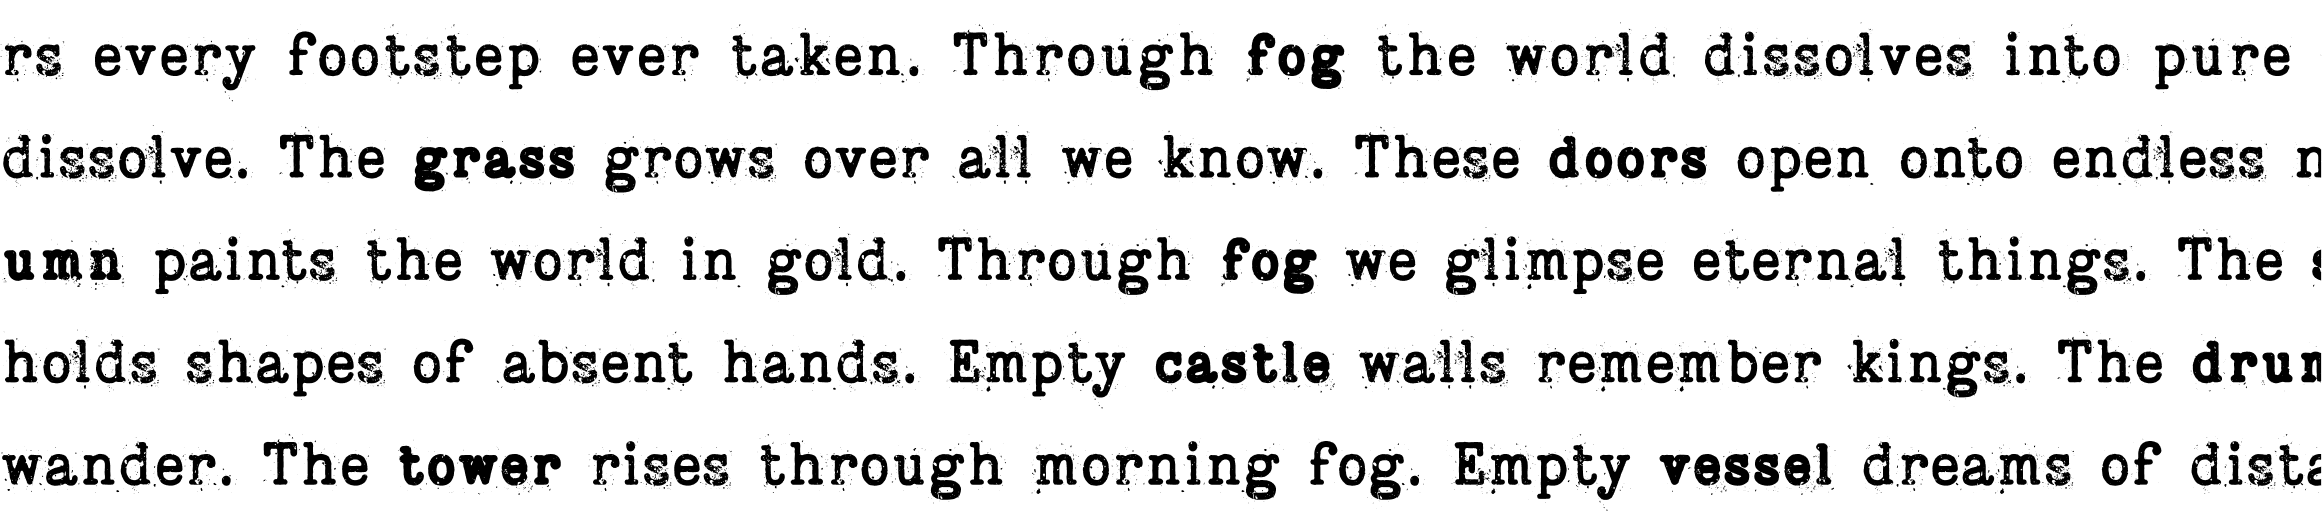 rs every footstep ever taken. Through fog the world dissolves into pure
dissolve. The grass grows over all we know. These doors open onto endless
umn paints the world in gold. Through fog we glimpse eternal things. The
holds shapes of absent hands. Empty castle walls remember kings. The
wander. The tower rises through morning fog. Empty vessel dreams of